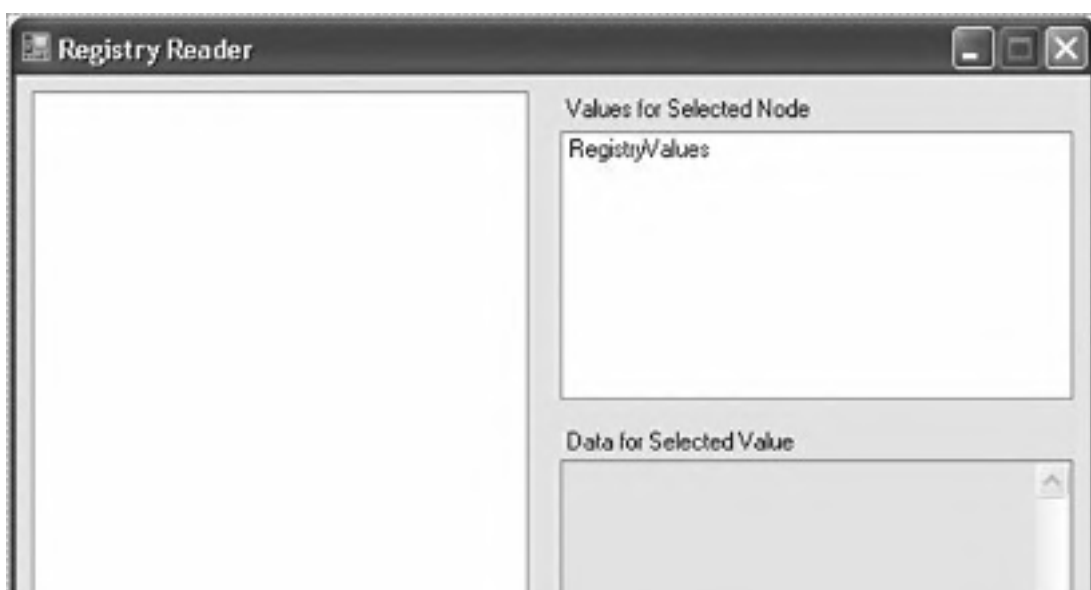 Registry Reader
Values for Selected Node
RegistryValues
Data for Selected Value